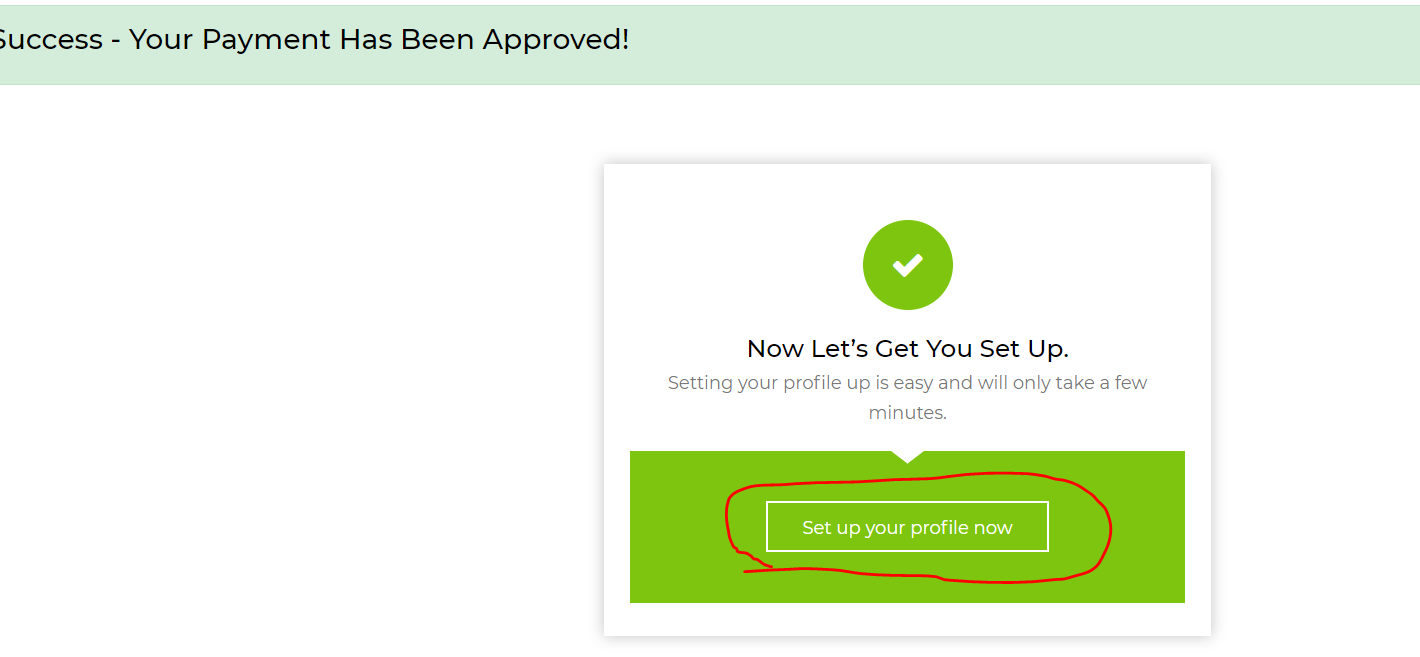 Success - Your Payment Has Been Approved!
Now Let’s Get You Set Up.
Setting your profile up is easy and will only take a few
minutes.
Set up your profile now